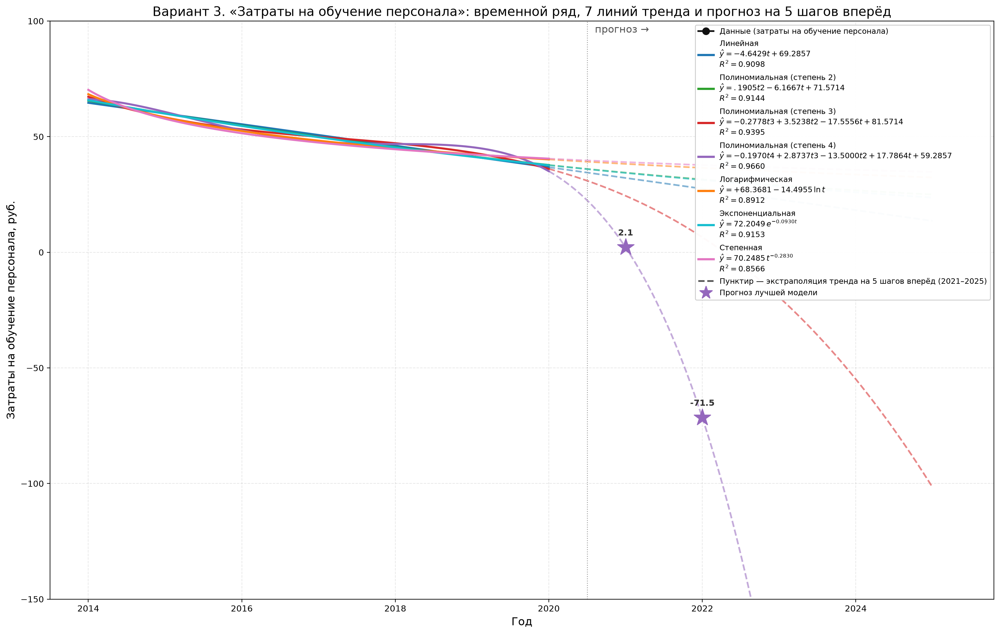 Вариант 3. «Затраты на обучение персонала»: временной ряд, 7 линий тренда и прогноз на 5 шагов вперёд
Затраты на обучение персонала, руб.
100
50
0
−50
−100
−150
прогноз →
2.1
-71.5
Данные (затраты на обучение персонала)
Линейная
ŷ = −4.6429t + 69.2857
R² = 0.9098
Полиномиальная (степень 2)
ŷ = .1905t2 − 6.1667t + 71.5714
R² = 0.9144
Полиномиальная (степень 3)
ŷ = −0.2778t3 + 3.5238t2 − 17.5556t + 81.5714
R² = 0.9395
Полиномиальная (степень 4)
ŷ = −0.1970t4 + 2.8737t3 − 13.5000t2 + 17.7864t + 59.2857
R² = 0.9660
Логарифмическая
ŷ = +68.3681 − 14.4955 ln t
R² = 0.8912
Экспоненциальная
ŷ = 72.2049 e^−0.0930t
R² = 0.9153
Степенная
ŷ = 70.2485 t^−0.2830
R² = 0.8566
Пунктир — экстраполяция тренда на 5 шагов вперёд (2021–2025)
Прогноз лучшей модели
2014 2016 2018 2020 2022 2024
Год